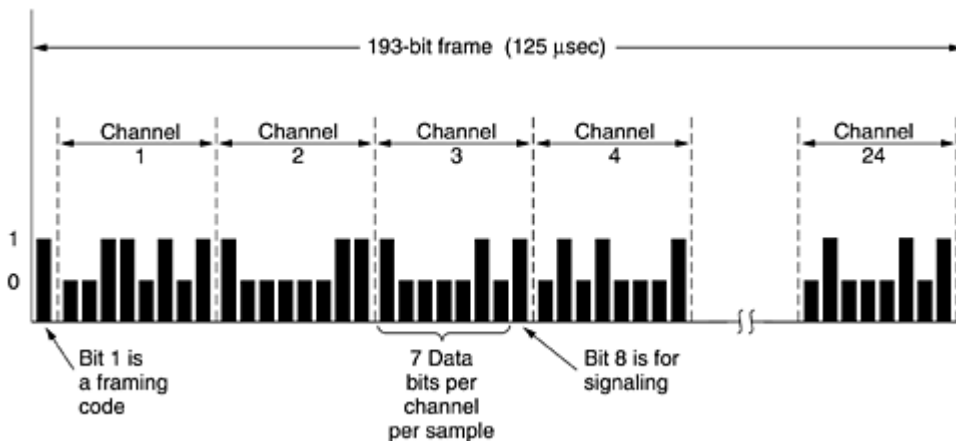 193-bit frame (125 μsec)
Channel
1
Channel
2
Channel
3
Channel
4
Channel
24
1
0
Bit 1 is
a framing
code
7 Data
bits per
channel
per sample
Bit 8 is for
signaling